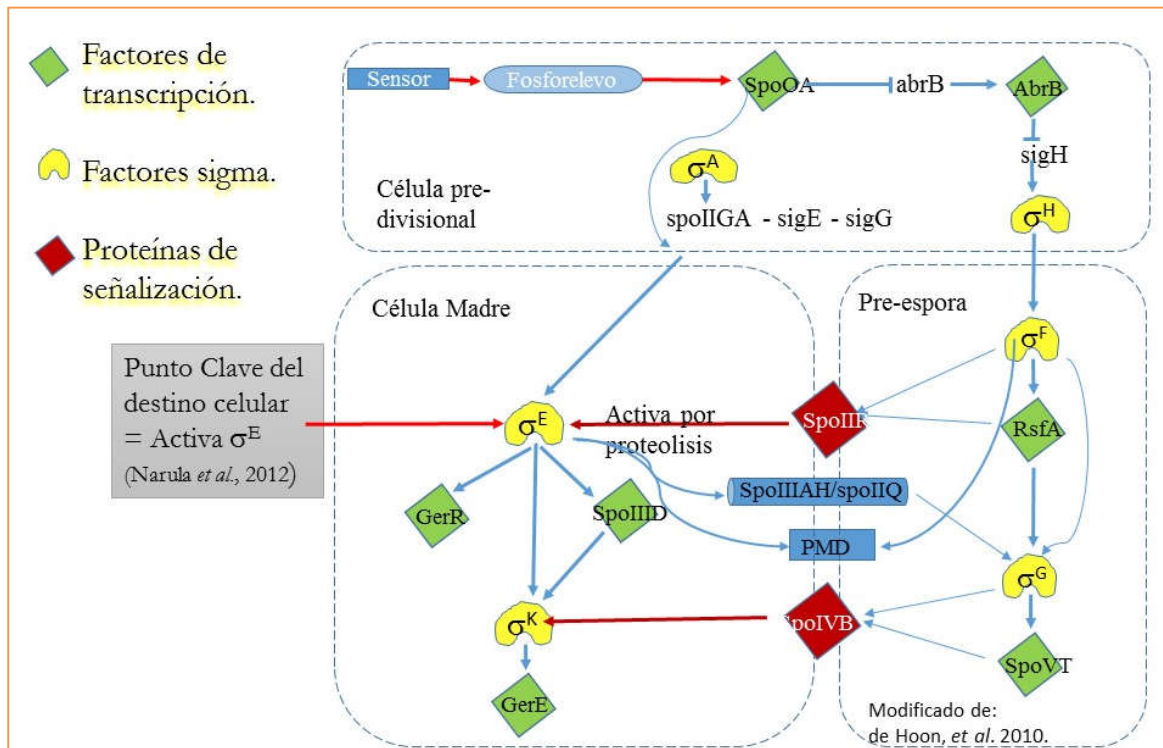 Factores de
transcripción.
Factores sigma.
Proteínas de
señalización.
Sensor
Fosforelevo
SpoOA
abrB
AbrB
sigH
σA
σH
Célula pre-
divisional
spoIIGA - sigE - sigG
Célula Madre
Pre-espora
Punto Clave del
destino celular
= Activa σE
(Narula et al., 2012)
σF
σE
Activa por
proteolisis
SpoIIR
RsfA
SpoIIIAH/spoIIQ
GerR
SpoIIID
PMD
σG
σK
SpoIVB
SpoVT
GerE
Modificado de:
de Hoon, et al. 2010.